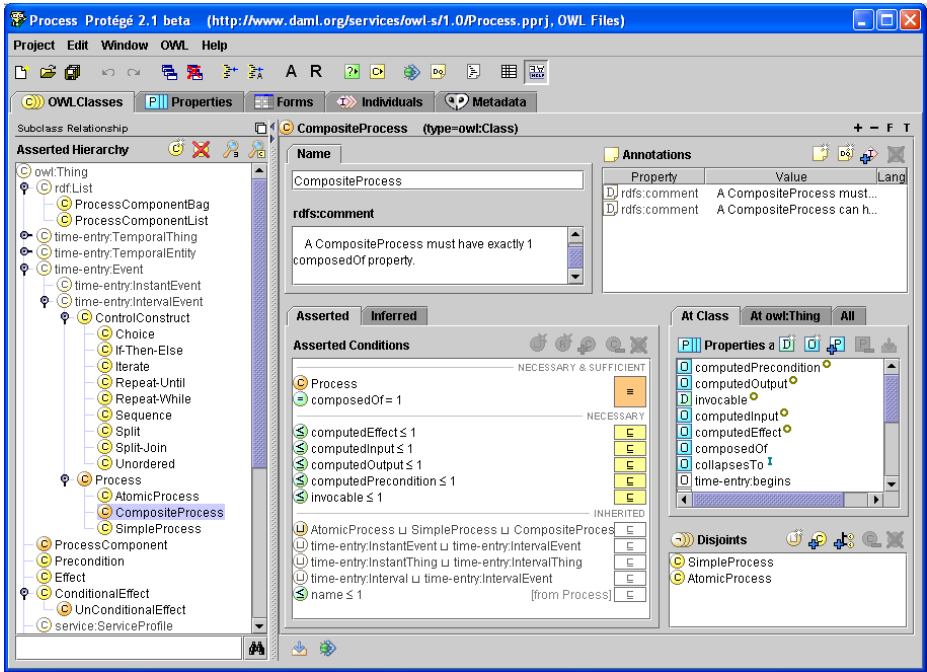 Process Protégé 2.1 beta (http://www.daml.org/services/owl-s/1.0/Process.pprj, OWL Files)
Project Edit Window OWL Help
A R
OWLClasses Properties Forms Individuals Metadata
Subclass Relationship
Asserted Hierarchy
owl:Thing
rdf:List
ProcessComponentBag
ProcessComponentList
time-entry:TemporalThing
time-entry:TemporalEntity
time-entry:Event
time-entry:InstantEvent
time-entry:IntervalEvent
ControlConstruct
Choice
If-Then-Else
Iterate
Repeat-Until
Repeat-While
Sequence
Split
Split-Join
Unordered
Process
AtomicProcess
CompositeProcess
SimpleProcess
ProcessComponent
Precondition
Effect
ConditionalEffect
UnConditionalEffect
service:ServiceProfile
CompositeProcess (type=owl:Class)
+ − F T
Name
CompositeProcess
rdfs:comment
A CompositeProcess must have exactly 1
composedOf property.
Annotations
Property Value Lang
rdfs:comment A CompositeProcess must...
rdfs:comment A CompositeProcess can h...
Asserted Inferred
Asserted Conditions
NECESSARY & SUFFICIENT
Process
composedOf = 1
NECESSARY
computedEffect ≤ 1
computedInput ≤ 1
computedOutput ≤ 1
computedPrecondition ≤ 1
invocable ≤ 1
INHERITED
AtomicProcess ⊔ SimpleProcess ⊔ CompositeProces
time-entry:InstantEvent ⊔ time-entry:IntervalEvent
time-entry:InstantThing ⊔ time-entry:IntervalThing
time-entry:Interval ⊔ time-entry:IntervalEvent
name ≤ 1 [from Process]
At Class At owl:Thing All
Properties a
computedPrecondition
computedOutput
invocable
computedInput
computedEffect
composedOf
collapsesTo
time-entry:begins
Disjoints
SimpleProcess
AtomicProcess